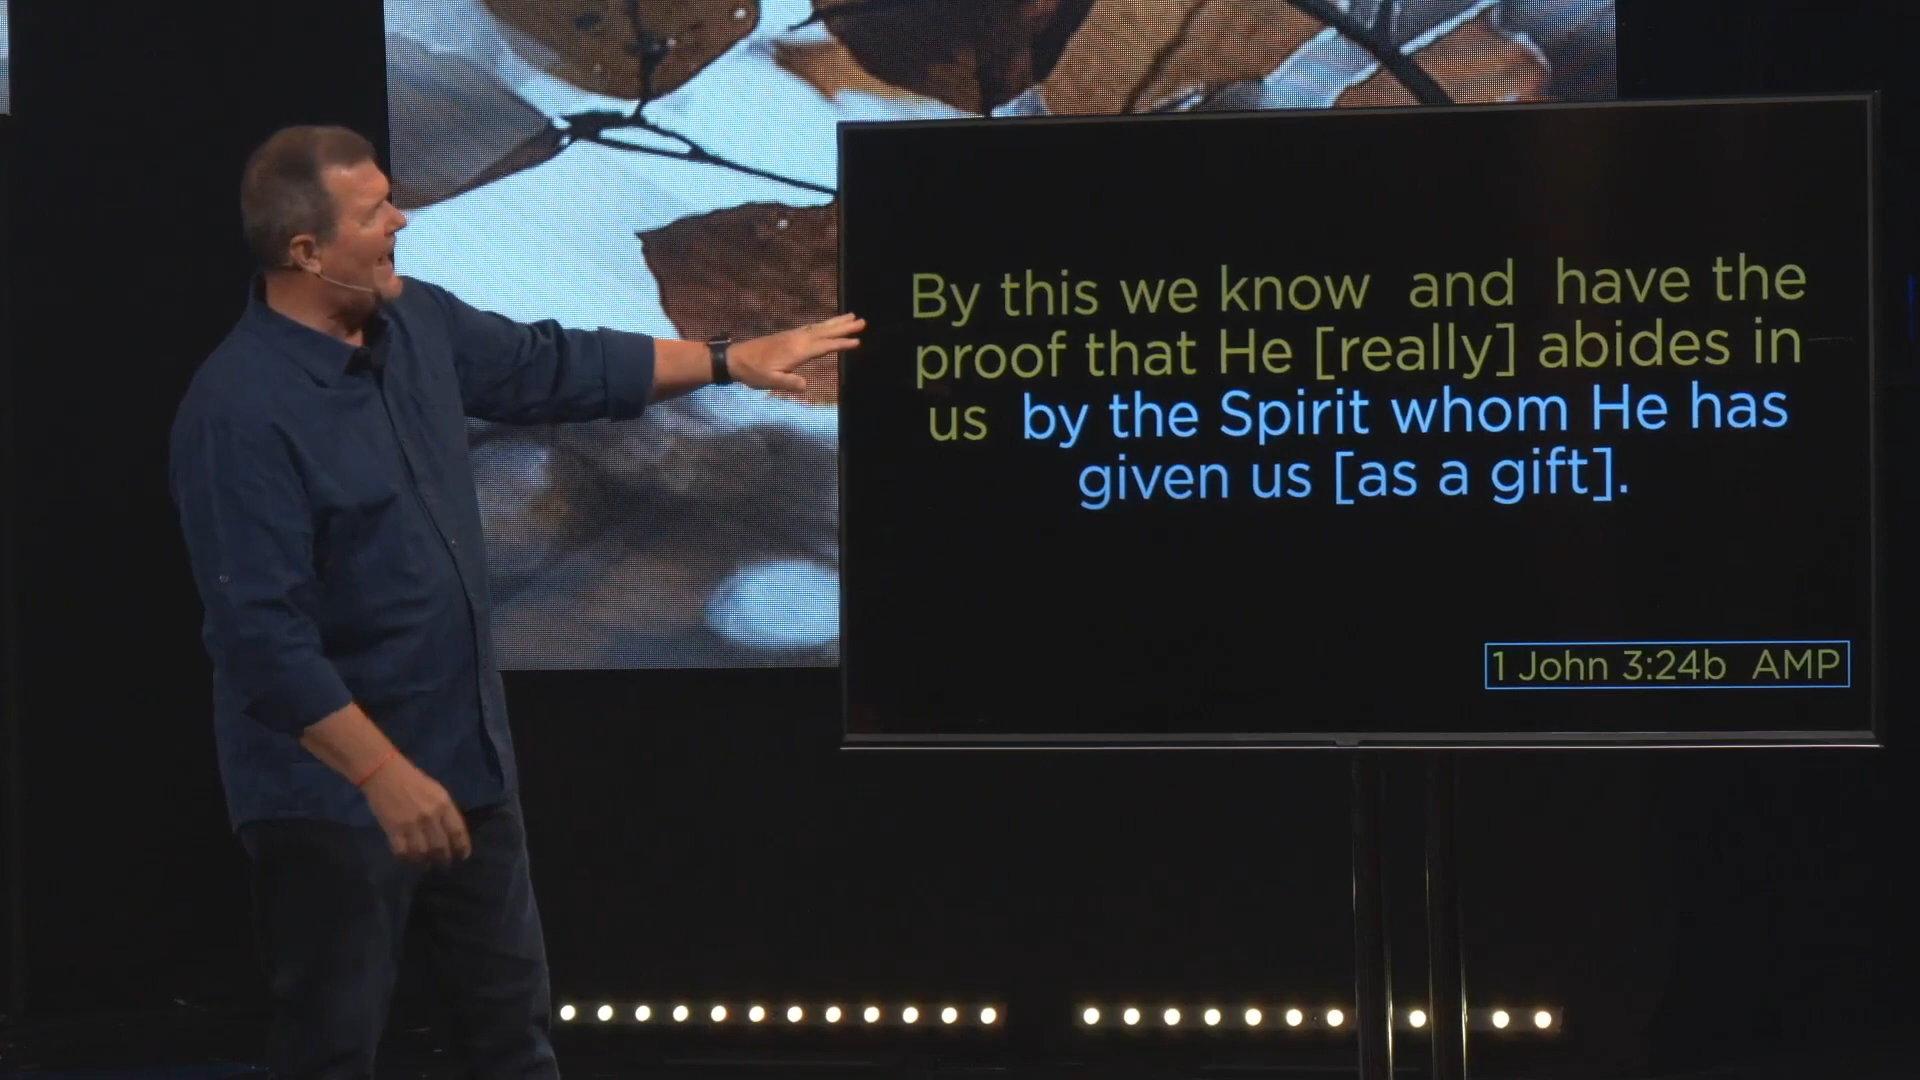 By this we know and have the
proof that He [really] abides in
us by the Spirit whom He has
given us [as a gift].
1 John 3:24b AMP